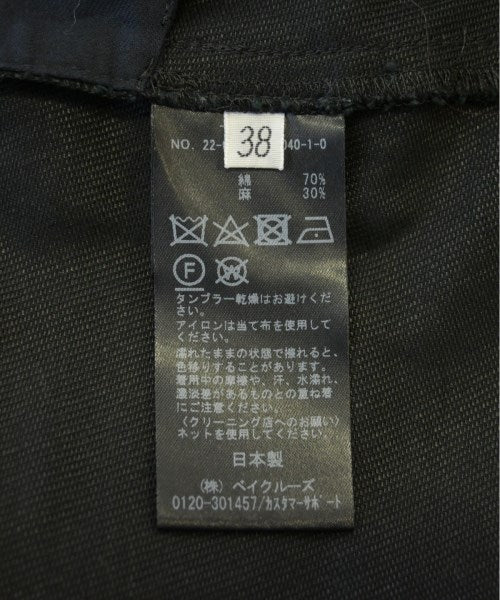 38
NO. 22- 040-1-0
綿 70%
麻 30%
F
W
タンブラー乾燥はお避けくだ
さい。
アイロンは当て布を使用して
ください。
濡れたままの状態で擦れると、
色移りすることがあります。
着用中の摩擦や、汗、水濡れ、
濃淡差があるものとの重ね着
にご注意ください。
(クリーニング店へのお願い)
ネットを使用してください。
日本製
(株) ベイクルーズ
0120-301457/カスタマーサポート